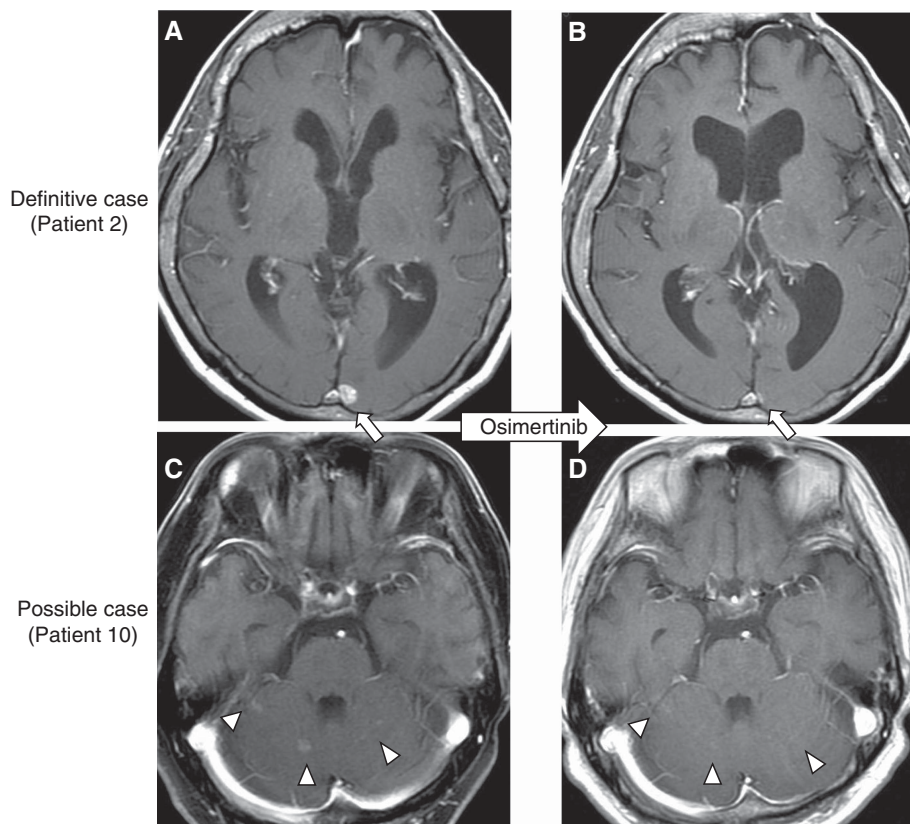 A
B
Definitive case
(Patient 2)
Osimertinib
C
D
Possible case
(Patient 10)